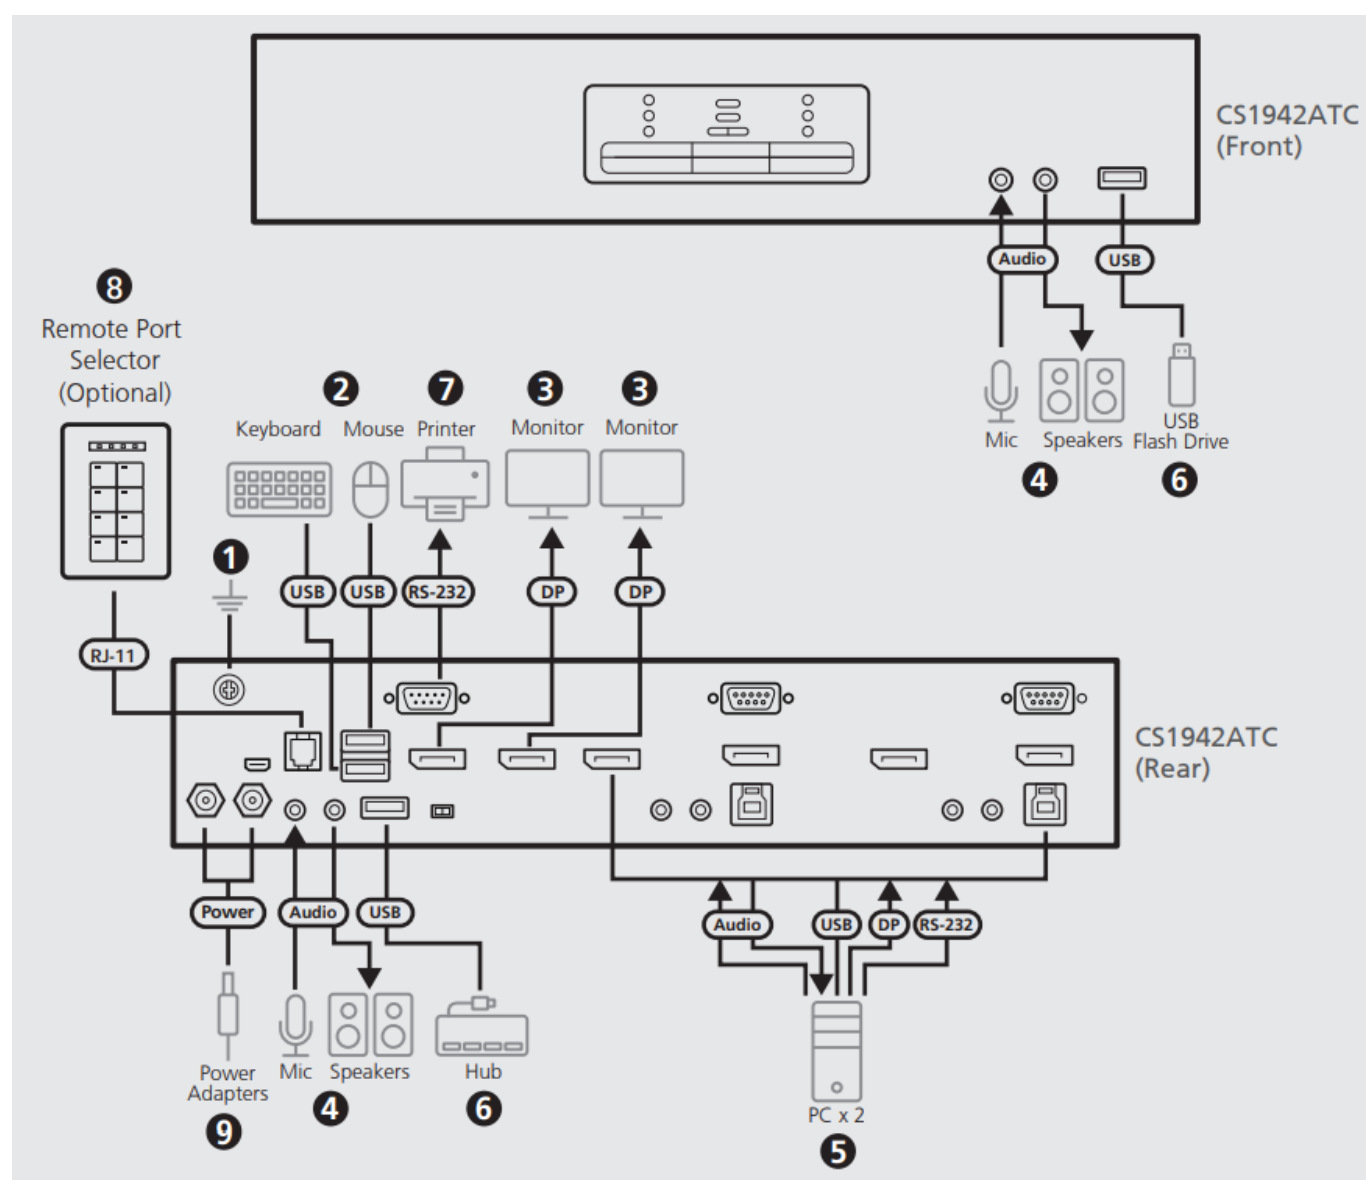 CS1942ATC
(Front)
Audio
USB
8
Remote Port
Selector
(Optional)
Mic
Speakers
USB
Flash Drive
4
6
2
7
3
3
Keyboard
Mouse
Printer
Monitor
Monitor
1
USB
USB
RS-232
DP
DP
RJ-11
CS1942ATC
(Rear)
Power
Audio
USB
Audio
USB
DP
RS-232
Power
Adapters
Mic
Speakers
Hub
9
4
6
PC x 2
5